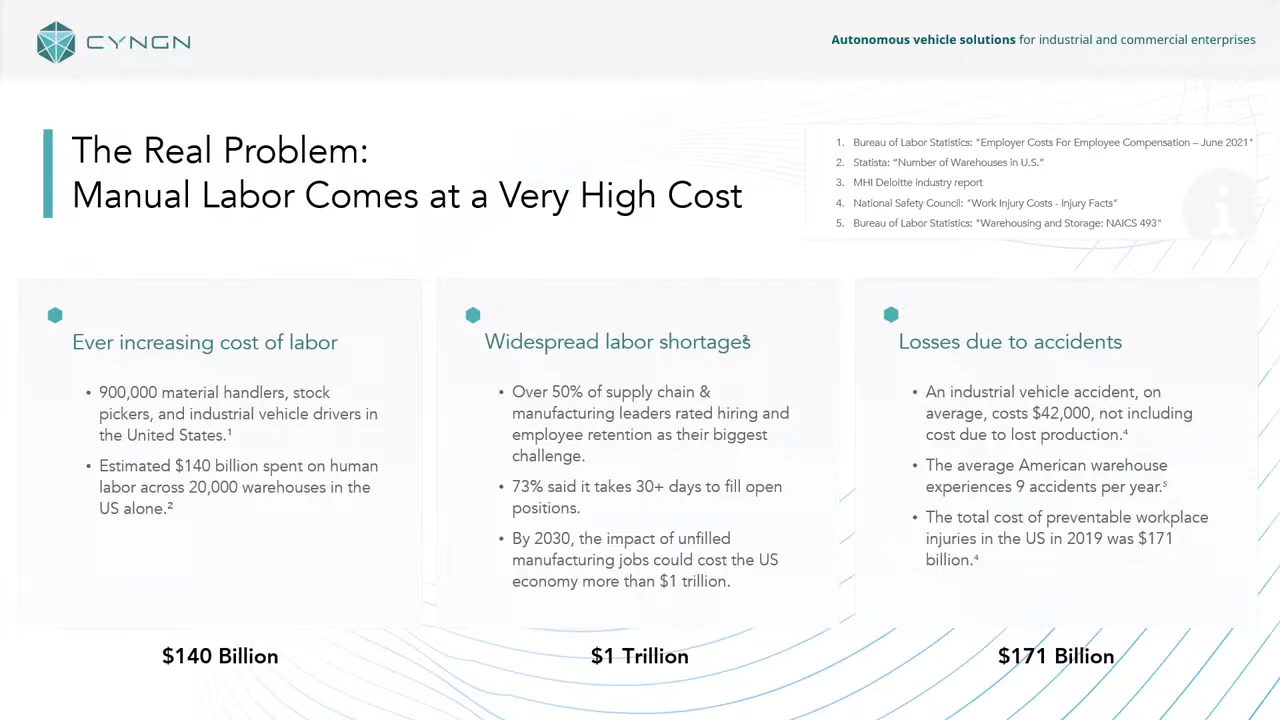 CYNGN
Autonomous vehicle solutions for industrial and commercial enterprises
The Real Problem:
Manual Labor Comes at a Very High Cost
1. Bureau of Labor Statistics: "Employer Costs For Employee Compensation – June 2021"
2. Statista: "Number of Warehouses in U.S."
3. MHI Deloitte industry report
4. National Safety Council: "Work Injury Costs - Injury Facts"
5. Bureau of Labor Statistics: "Warehousing and Storage: NAICS 493"
Ever increasing cost of labor
• 900,000 material handlers, stock
pickers, and industrial vehicle drivers in
the United States.¹
• Estimated $140 billion spent on human
labor across 20,000 warehouses in the
US alone.²
$140 Billion
Widespread labor shortages³
• Over 50% of supply chain &
manufacturing leaders rated hiring and
employee retention as their biggest
challenge.
• 73% said it takes 30+ days to fill open
positions.
• By 2030, the impact of unfilled
manufacturing jobs could cost the US
economy more than $1 trillion.
$1 Trillion
Losses due to accidents
• An industrial vehicle accident, on
average, costs $42,000, not including
cost due to lost production.⁴
• The average American warehouse
experiences 9 accidents per year.⁵
• The total cost of preventable workplace
injuries in the US in 2019 was $171
billion.⁴
$171 Billion